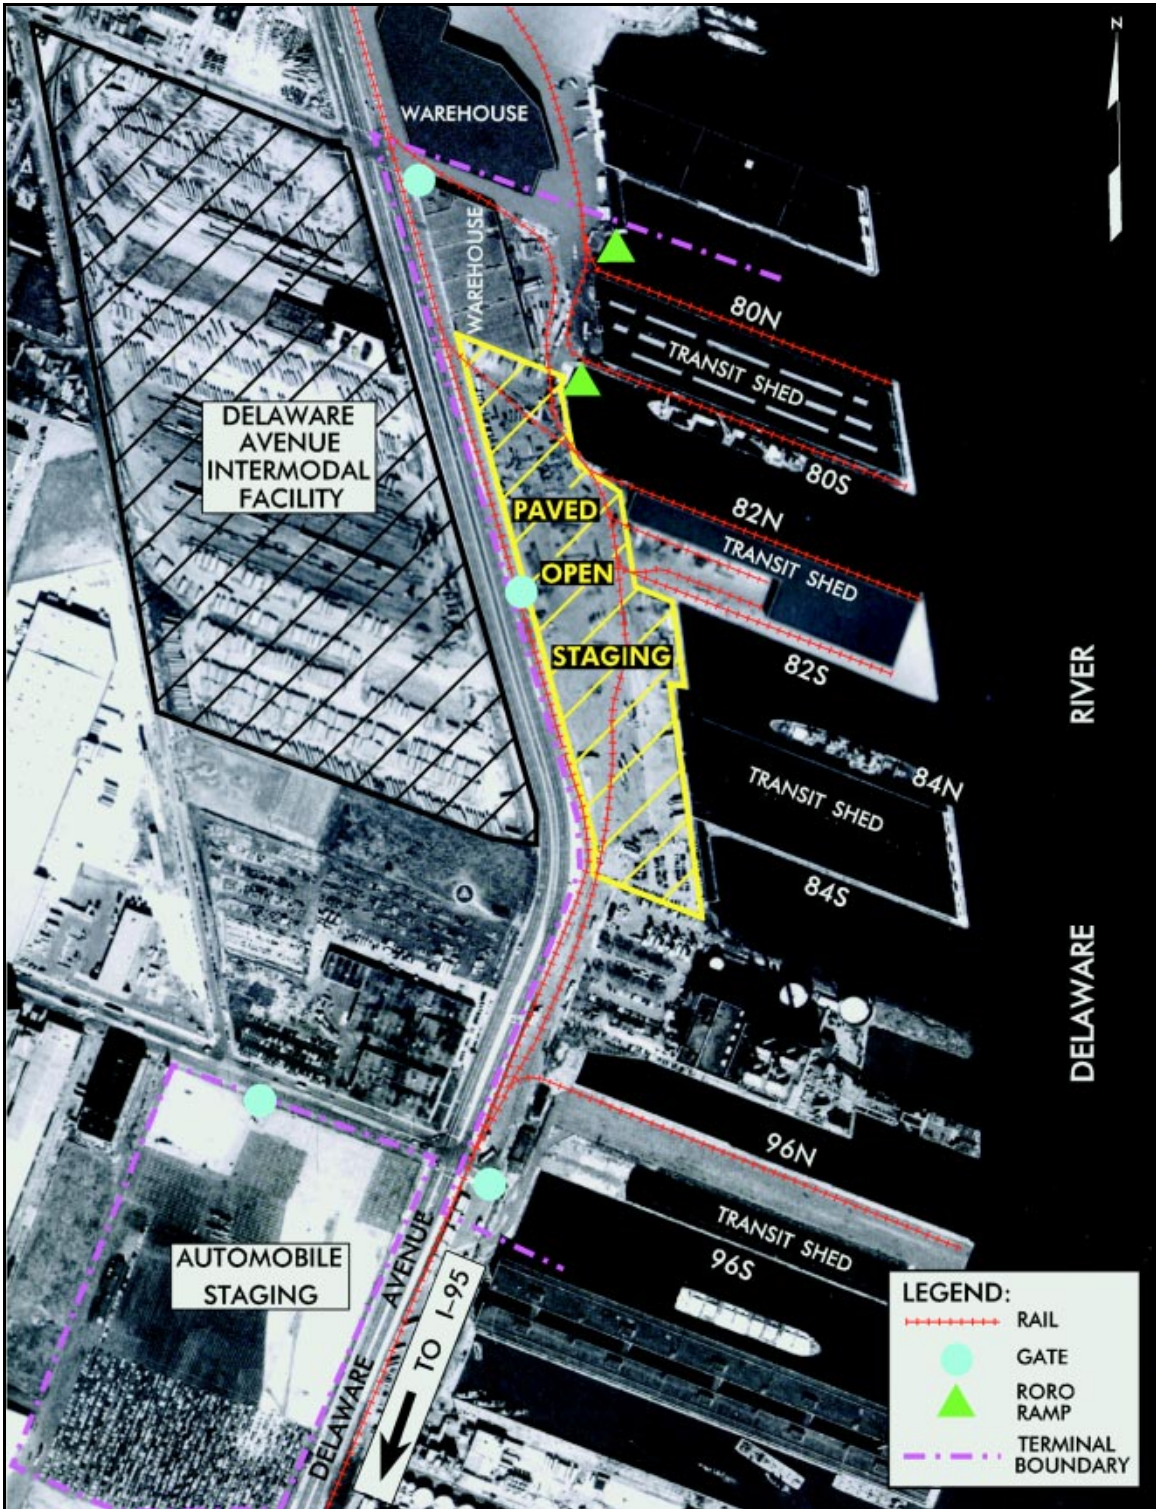 N
WAREHOUSE
WAREHOUSE
80N
TRANSIT SHED
80S
DELAWARE
AVENUE
INTERMODAL
FACILITY
PAVED
OPEN
STAGING
82N
TRANSIT SHED
82S
RIVER
84N
TRANSIT SHED
84S
DELAWARE
96N
TRANSIT SHED
96S
AUTOMOBILE
STAGING
DELAWARE AVENUE
TO I-95
LEGEND:
RAIL
GATE
RORO
RAMP
TERMINAL
BOUNDARY